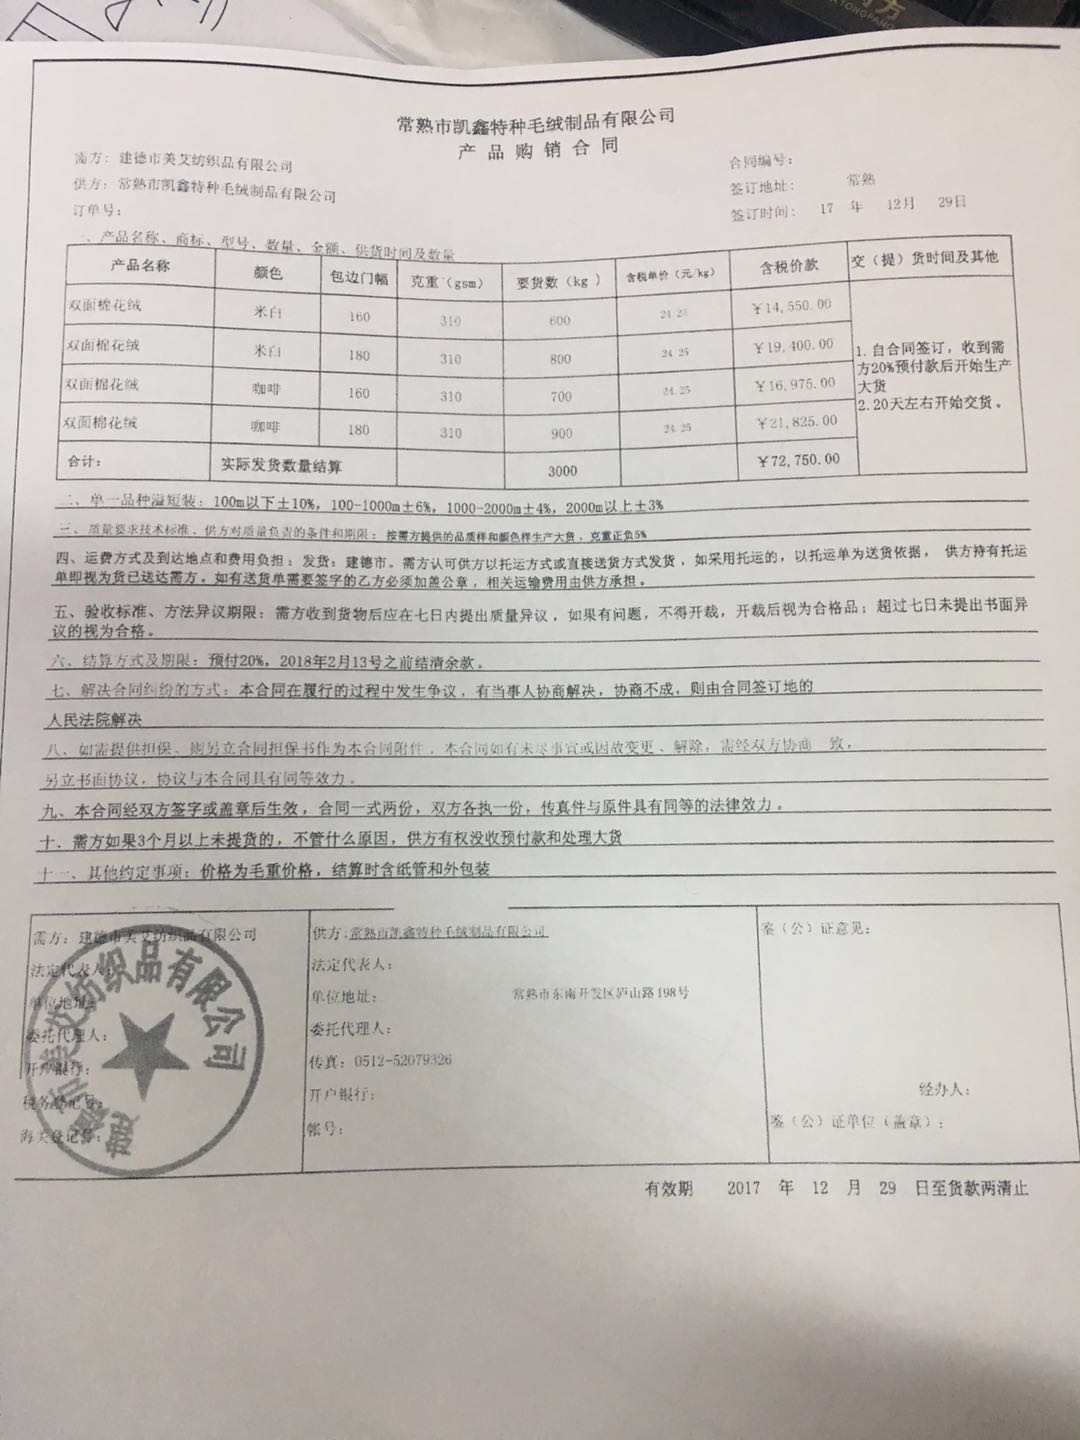 方
XTONGFANG
常熟市凯鑫特种毛绒制品有限公司
产品购销合同
需方：建德市美艾纺织品有限公司
合同编号：
供方：常熟市凯鑫特种毛绒制品有限公司
签订地址： 常熟
订单号：
签订时间： 17 年 12月 29日
一、产品名称、商标、型号、数量、金额、供货时间及数量
产品名称 颜色 包边门幅 克重（gsm） 要货数（kg ） 含税单价（元/kg） 含税价款 交（提）货时间及其他
双面棉花绒 米白 160 310 600 24.25 ￥14,550.00
双面棉花绒 米白 180 310 800 24.25 ￥19,400.00
双面棉花绒 咖啡 160 310 700 24.25 ￥16,975.00
双面棉花绒 咖啡 180 310 900 24.25 ￥21,825.00
合计： 实际发货数量结算 3000 ￥72,750.00
1.自合同签订，收到需
方20%预付款后开始生产
大货
2.20天左右开始交货。
二、单一品种溢短装：100m以下±10%，100-1000m±6%，1000-2000m±4%，2000m以上±3%
三、质量要求技术标准、供方对质量负责的条件和期限：按需方提供的品质样和颜色样生产大货，克重正负5%
四、运费方式及到达地点和费用负担：发货：建德市。需方认可供方以托运方式或直接送货方式发货，如采用托运的，以托运单为送货依据， 供方持有托运
单即视为货已送达需方。如有送货单需要签字的乙方必须加盖公章，相关运输费用由供方承担。
五、验收标准、方法异议期限：需方收到货物后应在七日内提出质量异议，如果有问题，不得开裁，开裁后视为合格品；超过七日未提出书面异
议的视为合格。
六、结算方式及期限：预付20%，2018年2月13号之前结清余款。
七、解决合同纠纷的方式：本合同在履行的过程中发生争议，有当事人协商解决，协商不成，则由合同签订地的
人民法院解决
八、如需提供担保、则另立合同担保书作为本合同附件。本合同如有未尽事宜或因故变更、解除，需经双方协商一致，
另立书面协议，协议与本合同具有同等效力。
九、本合同经双方签字或盖章后生效，合同一式两份，双方各执一份，传真件与原件具有同等的法律效力。
十．需方如果3个月以上未提货的，不管什么原因，供方有权没收预付款和处理大货
十一、其他约定事项：价格为毛重价格，结算时含纸管和外包装
需方：建德市美艾纺织品有限公司
法定代表人：
单位地址：
委托代理人：
开户银行：
税务登记号：
海关登记号：
建德市美艾纺织品有限公司
供方：常熟市凯鑫特种毛绒制品有限公司
法定代表人：
单位地址： 常熟市东南开发区庐山路198号
委托代理人：
传真：0512-52079326
开户银行：
帐号：
鉴（公）证意见：
经办人：
鉴（公）证单位（盖章）：
有效期 2017 年 12 月 29 日至货款两清止